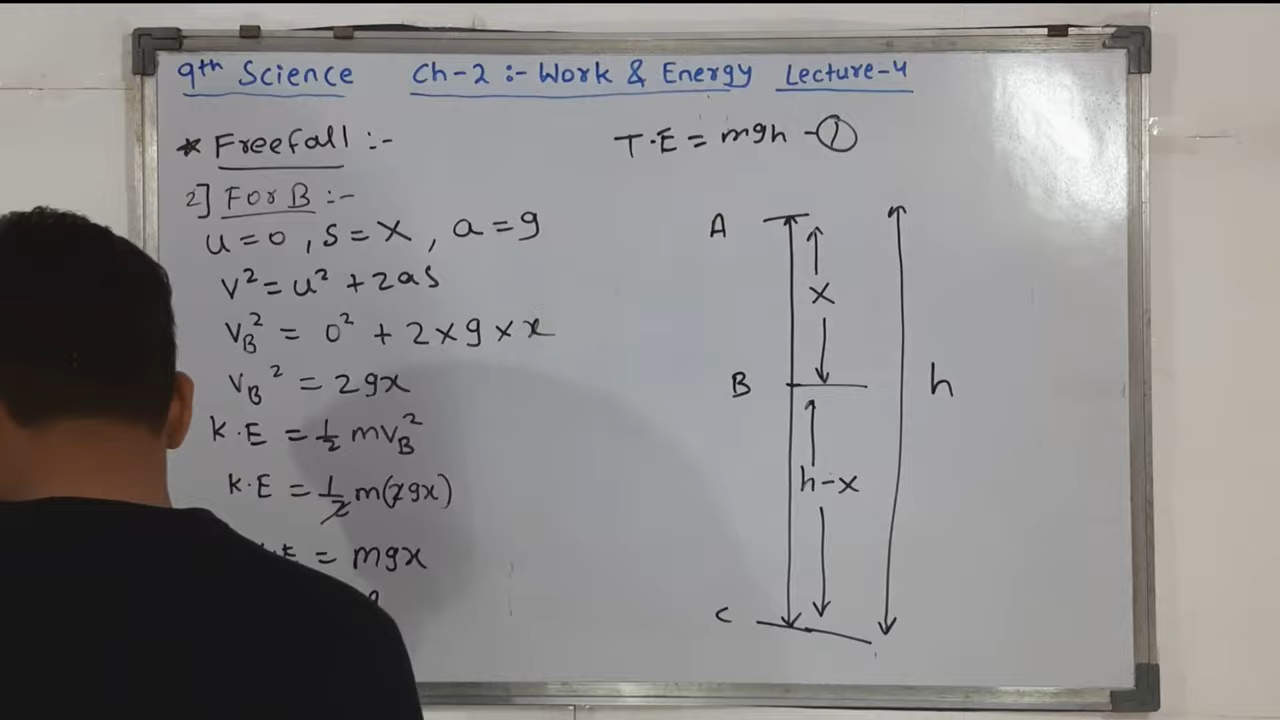 9th Science Ch-2 :- Work & Energy Lecture-4
* Freefall :-
T.E = mgh -①
2] For B :-
u=0, s=x, a=g
v² = u² + 2as
v_B² = 0² + 2×g×x
v_B² = 2gx
K.E = ½ mv_B²
K.E = ½ m(2gx)
= mgx
A
x
B
h
h-x
C